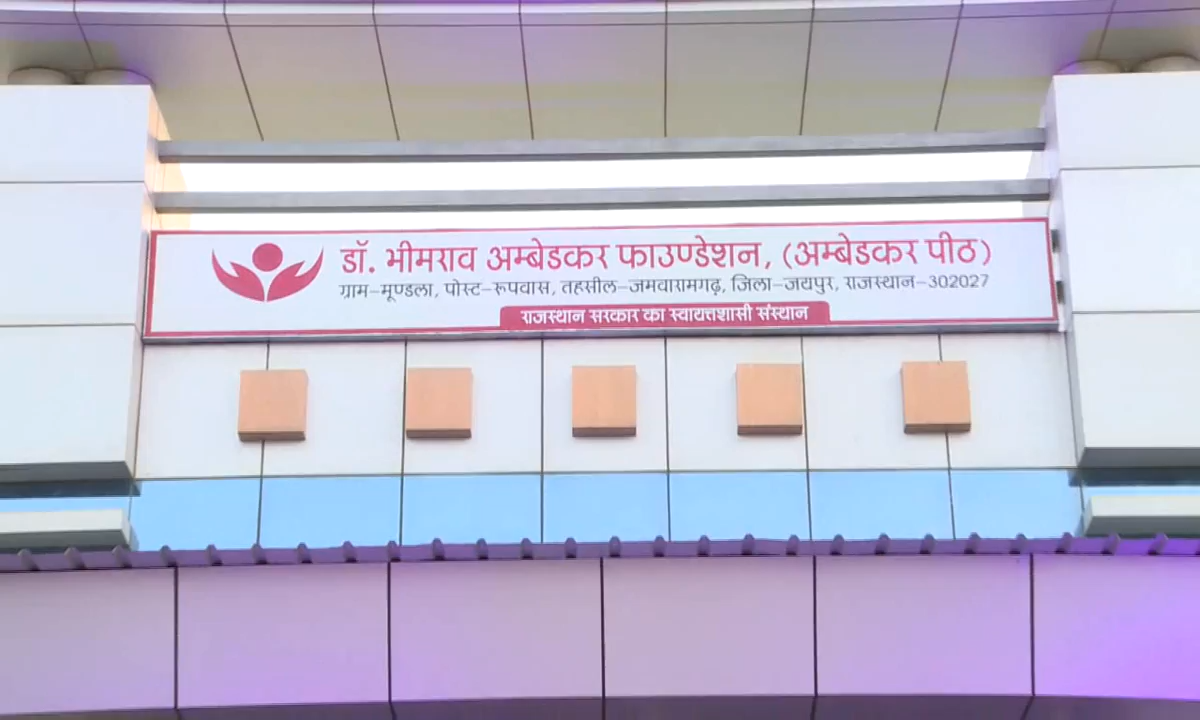 डॉ. भीमराव अम्बेडकर फाउण्डेशन, (अम्बेडकर पीठ)
ग्राम-मूण्डला, पोस्ट-रूपवास, तहसील-जमवारामगढ़, जिला-जयपुर, राजस्थान-302027
राजस्थान सरकार का स्वायत्तशासी संस्थान